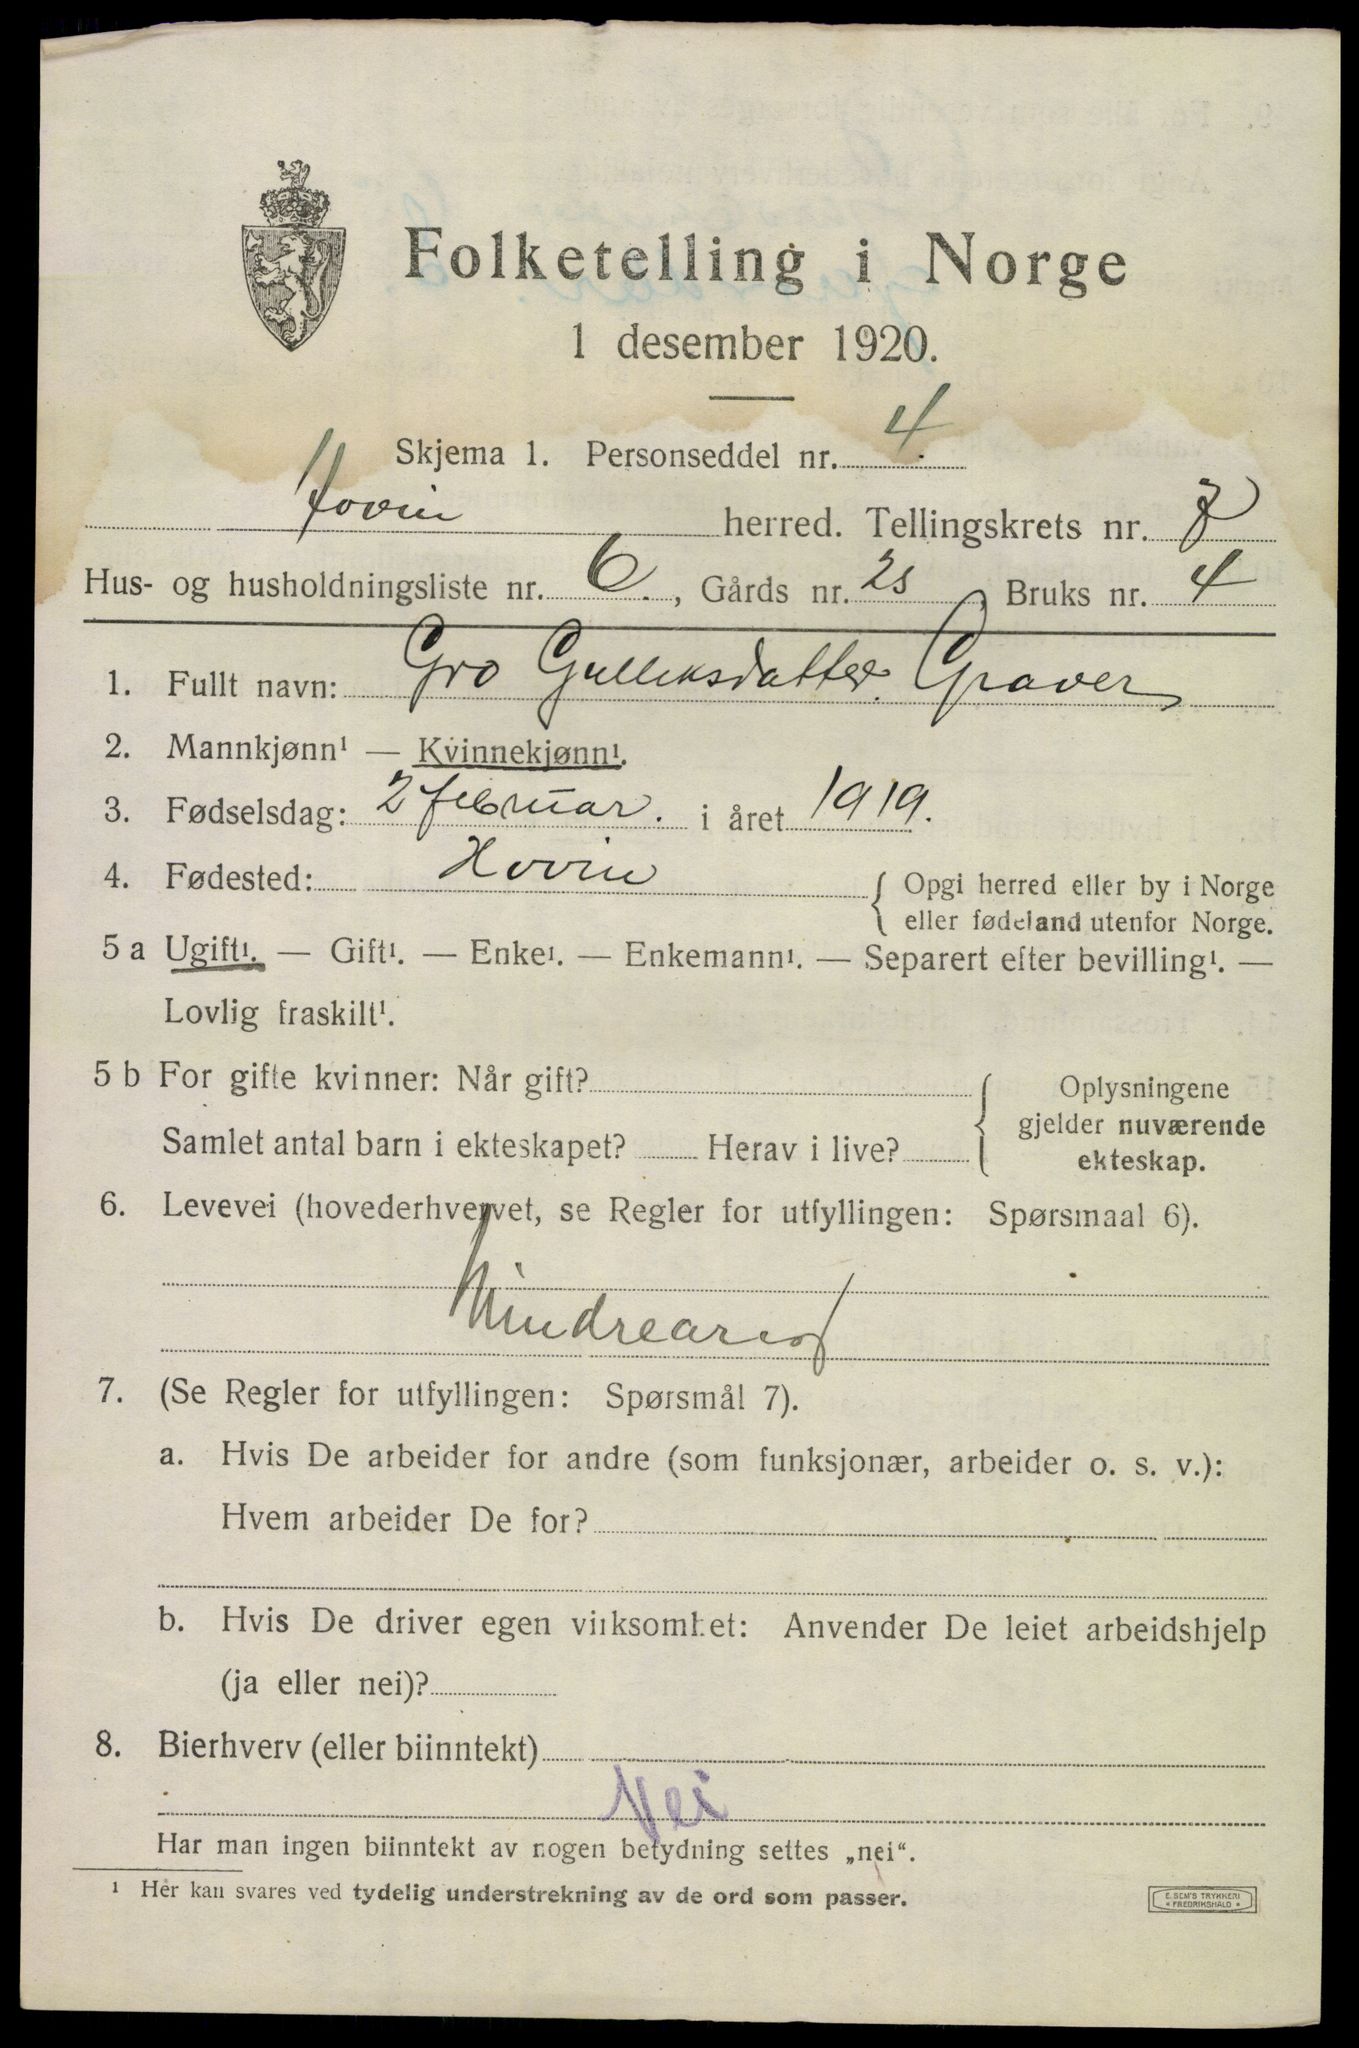 Folketelling i Norge
1 desember 1920.
Skjema 1. Personseddel nr. 4.
Hovin herred. Tellingskrets nr. 3
Hus- og husholdningsliste nr. 6., Gårds nr. 25, Bruks nr. 4
1. Fullt navn: Gro Gulleksdatter Graver
2. Mannkjønn¹ — Kvinnekjønn¹.
3. Fødselsdag: 2 februar. i året 1919.
4. Fødested: Hovin { Opgi herred eller by i Norge
eller fødeland utenfor Norge.
5 a Ugift¹. — Gift¹. — Enke¹. — Enkemann¹. — Separert efter bevilling¹. —
Lovlig fraskilt¹.
5 b For gifte kvinner: Når gift? { Oplysningene
gjelder nuværende
Samlet antal barn i ekteskapet? Herav i live? ekteskap.
6. Levevei (hovederhvervet, se Regler for utfyllingen: Spørsmaal 6).
Mindreårig
7. (Se Regler for utfyllingen: Spørsmål 7).
a. Hvis De arbeider for andre (som funksjonær, arbeider o. s. v.):
Hvem arbeider De for?
b. Hvis De driver egen virksomhet: Anvender De leiet arbeidshjelp
(ja eller nei)?
8. Bierhverv (eller biinntekt)
Nei
Har man ingen biinntekt av nogen betydning settes „nei“.
¹ Her kan svares ved tydelig understrekning av de ord som passer.
E. SEM'S TRYKKERI
* FREDRIKSHALD *